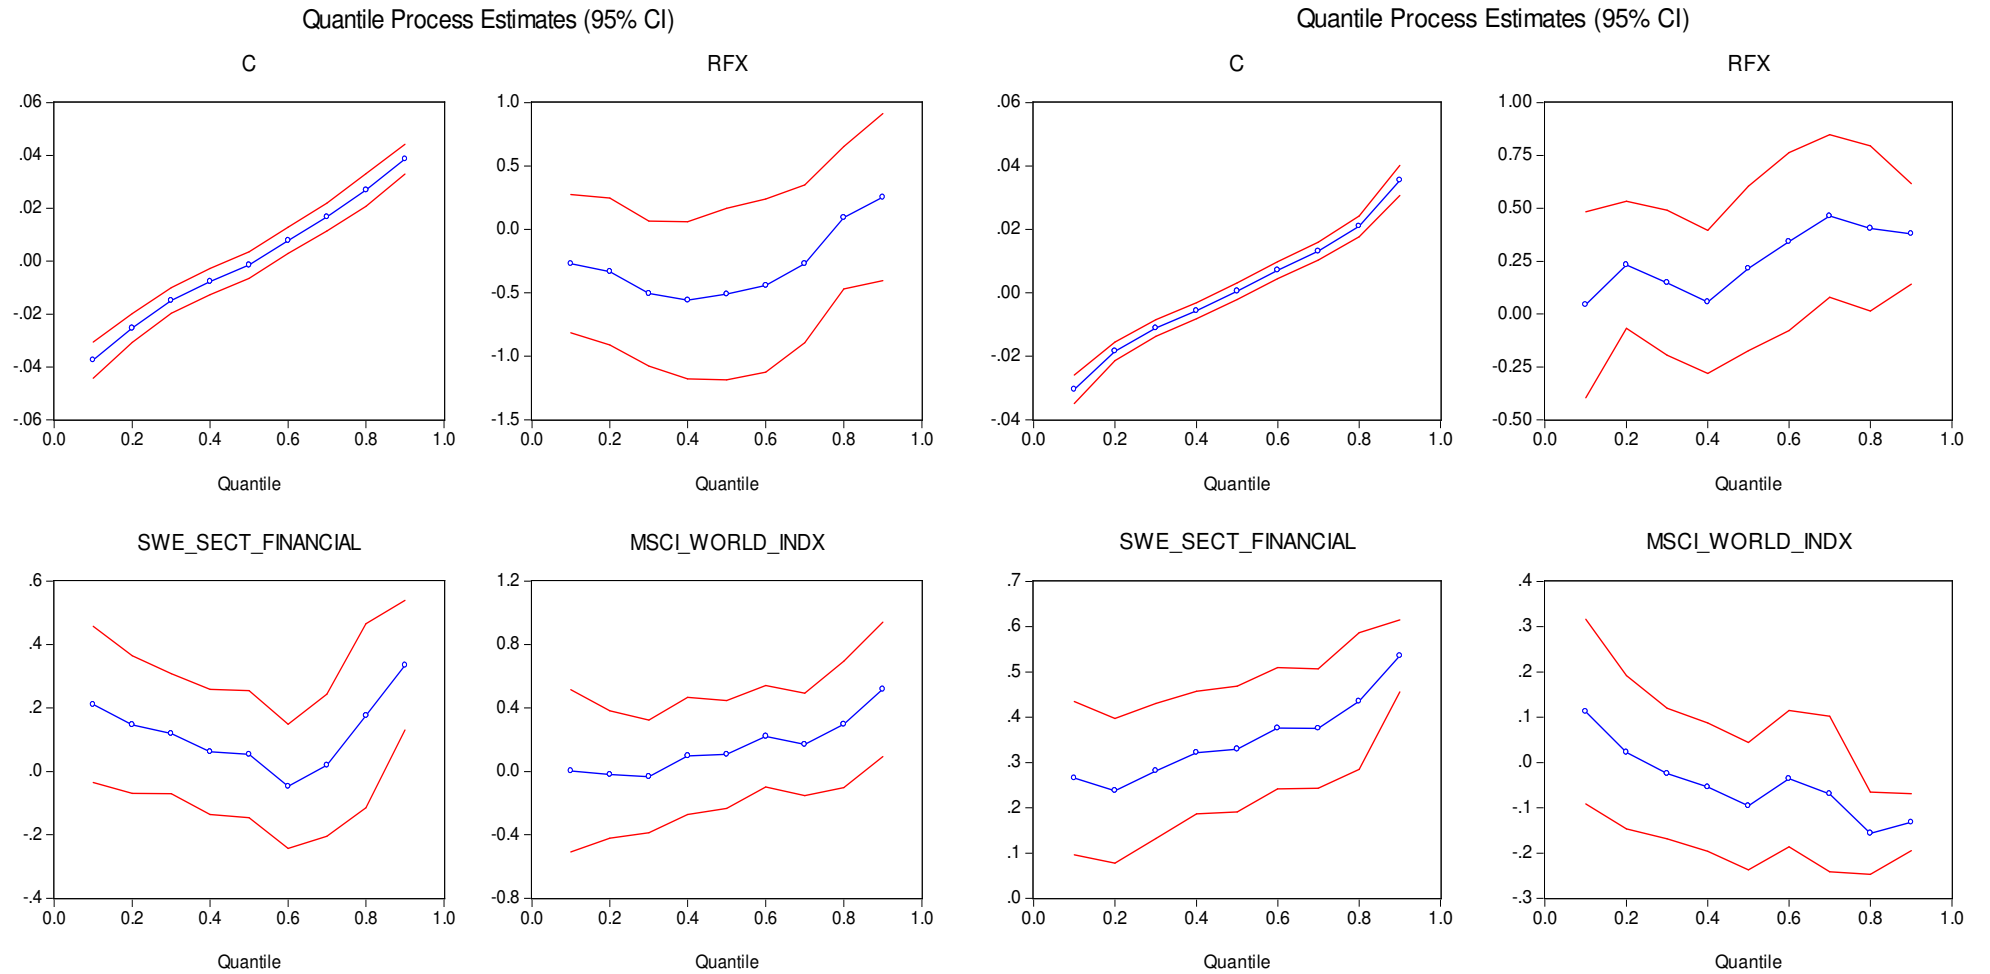 Quantile Process Estimates (95% CI)
C
RFX
.06
.04
.02
.00
-.02
-.04
-.06
0.0 0.2 0.4 0.6 0.8 1.0
Quantile
1.0
0.5
0.0
-0.5
-1.0
-1.5
0.0 0.2 0.4 0.6 0.8 1.0
Quantile
SWE_SECT_FINANCIAL
MSCI_WORLD_INDX
.6
.4
.2
.0
-.2
-.4
0.0 0.2 0.4 0.6 0.8 1.0
Quantile
1.2
0.8
0.4
0.0
-0.4
-0.8
0.0 0.2 0.4 0.6 0.8 1.0
Quantile
Quantile Process Estimates (95% CI)
C
RFX
.06
.04
.02
.00
-.02
-.04
0.0 0.2 0.4 0.6 0.8 1.0
Quantile
1.00
0.75
0.50
0.25
0.00
-0.25
-0.50
0.0 0.2 0.4 0.6 0.8 1.0
Quantile
SWE_SECT_FINANCIAL
MSCI_WORLD_INDX
.7
.6
.5
.4
.3
.2
.1
.0
0.0 0.2 0.4 0.6 0.8 1.0
Quantile
.4
.3
.2
.1
.0
-.1
-.2
-.3
0.0 0.2 0.4 0.6 0.8 1.0
Quantile